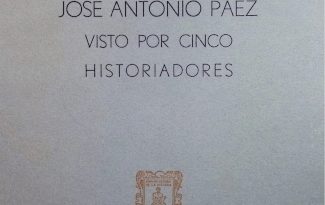 JOSE ANTONIO PAEZ
VISTO POR CINCO
HISTORIADORES